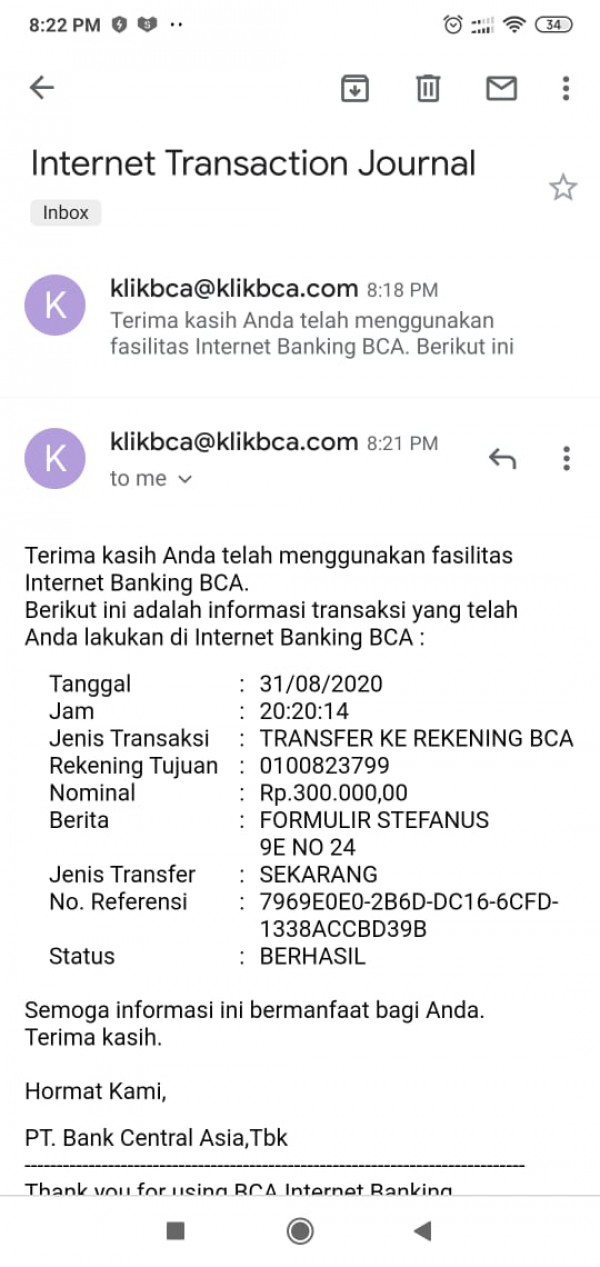 8:22 PM
34
Internet Transaction Journal
Inbox
K
klikbca@klikbca.com 8:18 PM
Terima kasih Anda telah menggunakan
fasilitas Internet Banking BCA. Berikut ini
K
klikbca@klikbca.com 8:21 PM
to me
Terima kasih Anda telah menggunakan fasilitas
Internet Banking BCA.
Berikut ini adalah informasi transaksi yang telah
Anda lakukan di Internet Banking BCA :
Tanggal : 31/08/2020
Jam : 20:20:14
Jenis Transaksi : TRANSFER KE REKENING BCA
Rekening Tujuan : 0100823799
Nominal : Rp.300.000,00
Berita : FORMULIR STEFANUS
9E NO 24
Jenis Transfer : SEKARANG
No. Referensi : 7969E0E0-2B6D-DC16-6CFD-
1338ACCBD39B
Status : BERHASIL
Semoga informasi ini bermanfaat bagi Anda.
Terima kasih.
Hormat Kami,
PT. Bank Central Asia,Tbk
Thank you for using BCA Internet Banking